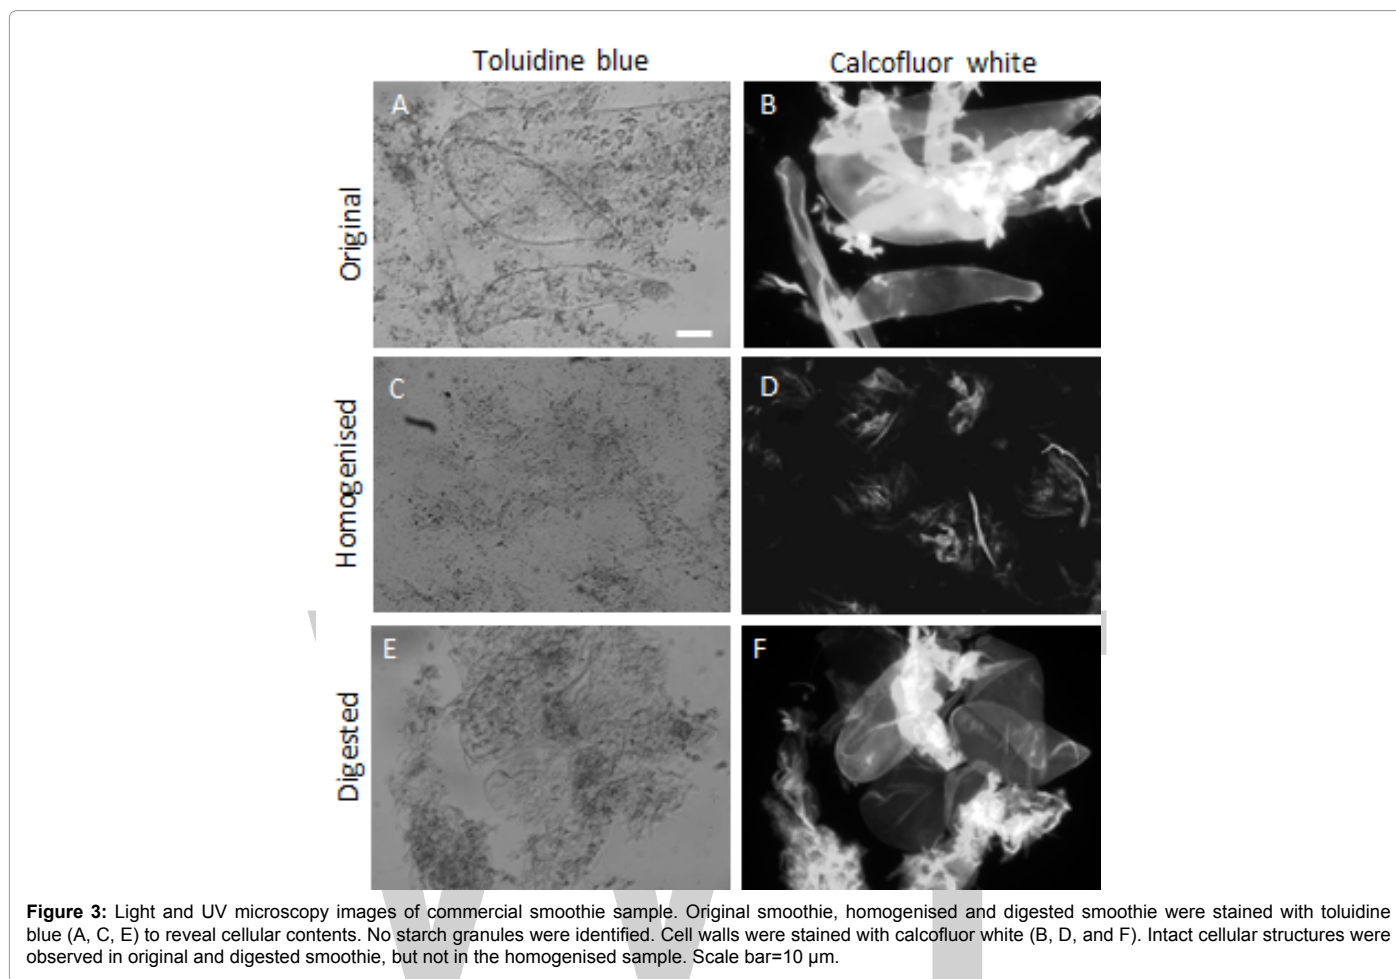 Toluidine blue
Calcofluor white
Original
A
B
Homogenised
C
D
Digested
E
F
Figure 3: Light and UV microscopy images of commercial smoothie sample. Original smoothie, homogenised and digested smoothie were stained with toluidine
blue (A, C, E) to reveal cellular contents. No starch granules were identified. Cell walls were stained with calcofluor white (B, D, and F). Intact cellular structures were
observed in original and digested smoothie, but not in the homogenised sample. Scale bar=10 µm.